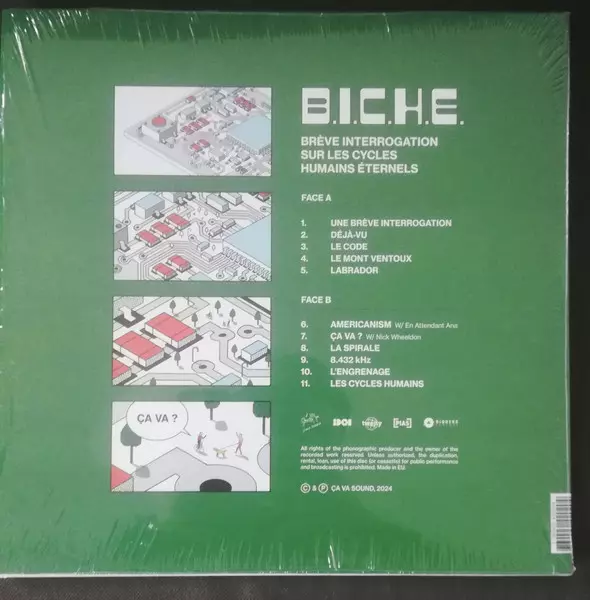 B.I.C.H.E.
BRÈVE INTERROGATION
SUR LES CYCLES
HUMAINS ÉTERNELS
FACE A
1. UNE BRÈVE INTERROGATION
2. DÉJÀ-VU
3. LE CODE
4. LE MONT VENTOUX
5. LABRADOR
FACE B
6. AMERICANISM W/ En Attendant Ana
7. ÇA VA ? W/ Nick Wheeldon
8. LA SPIRALE
9. 8.432 kHz
10. L'ENGRENAGE
11. LES CYCLES HUMAINS
ÇA VA ?
[PIAS]
All rights of the phonographic producer and the owner of the
recorded work reserved. Unless authorised, the duplication,
rental, loan, use of this disc (or cassette) for public performance
and broadcasting is prohibited. Made in EU.
© & ℗ ÇA VA SOUND, 2024